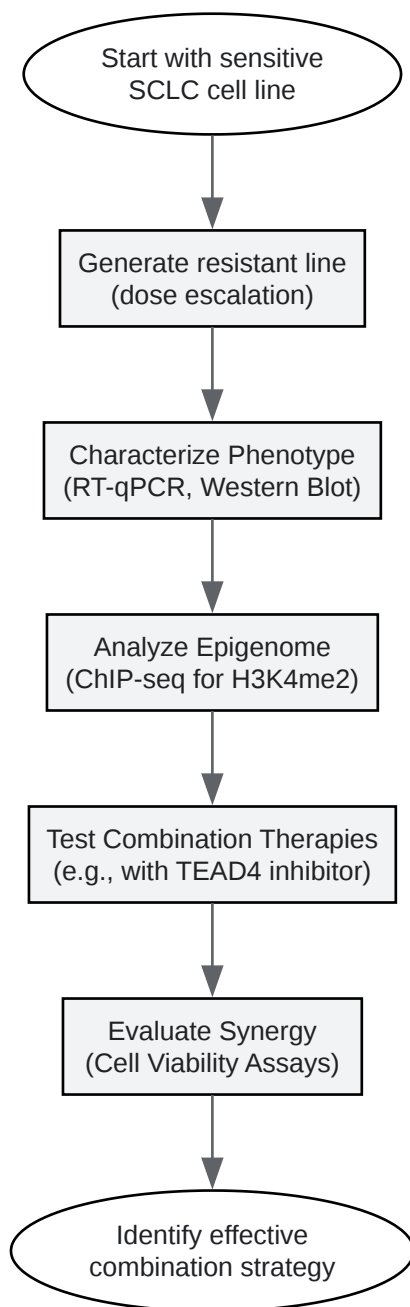 Start with sensitive
SCLC cell line
Generate resistant line
(dose escalation)
Characterize Phenotype
(RT-qPCR, Western Blot)
Analyze Epigenome
(ChIP-seq for H3K4me2)
Test Combination Therapies
(e.g., with TEAD4 inhibitor)
Evaluate Synergy
(Cell Viability Assays)
Identify effective
combination strategy